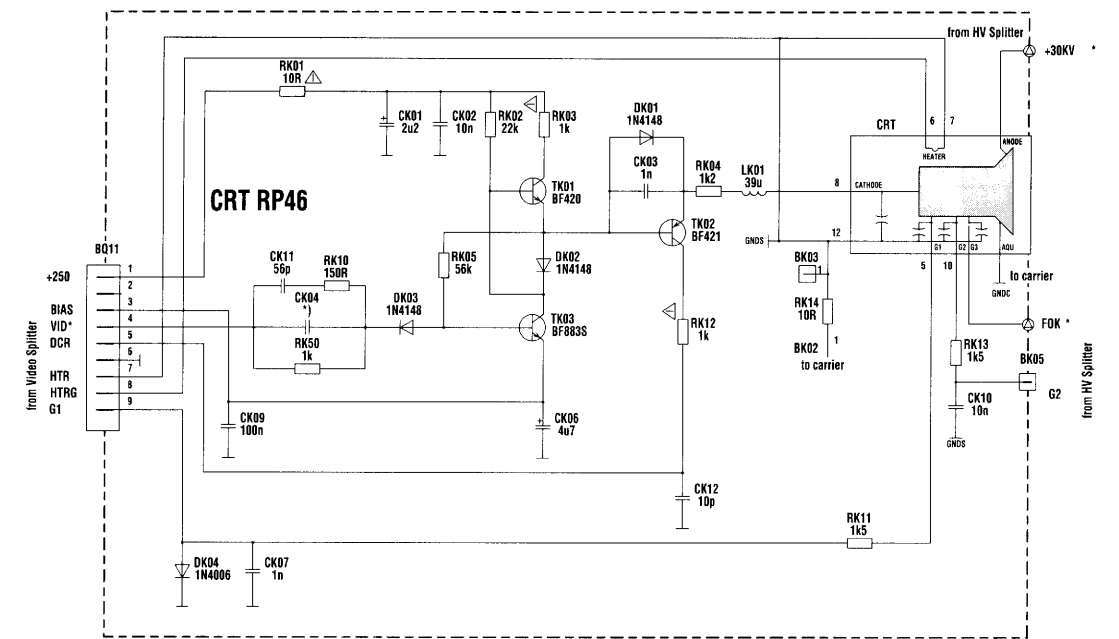 from HV Splitter
+30KV *
RK01
10R
CK01
2u2
CK02
10n
RK02
22k
RK03
1k
DK01
1N4148
CK03
1n
RK04
1k2
LK01
39u
CRT
6 7
HEATER
ANODE
8
CATHODE
CRT RP46
TK01
BF420
TK02
BF421
GNDS
12
G1 G2 G3
AQU
5 10
BQ11
+250
1
2
BIAS
3
VID*
4
DCR
5
6
HTR
7
HTRG
8
G1
9
from Video Splitter
CK11
56p
RK10
150R
CK04
*)
RK50
1k
DK03
1N4148
RK05
56k
DK02
1N4148
TK03
BF883S
BK03
1
RK14
10R
1
BK02
to carrier
to carrier
GNDC
FOK *
RK12
1k
RK13
1k5
BK05
G2
from HV Splitter
CK10
10n
GNDS
CK09
100n
CK06
4u7
CK12
10p
RK11
1k5
DK04
1N4006
CK07
1n